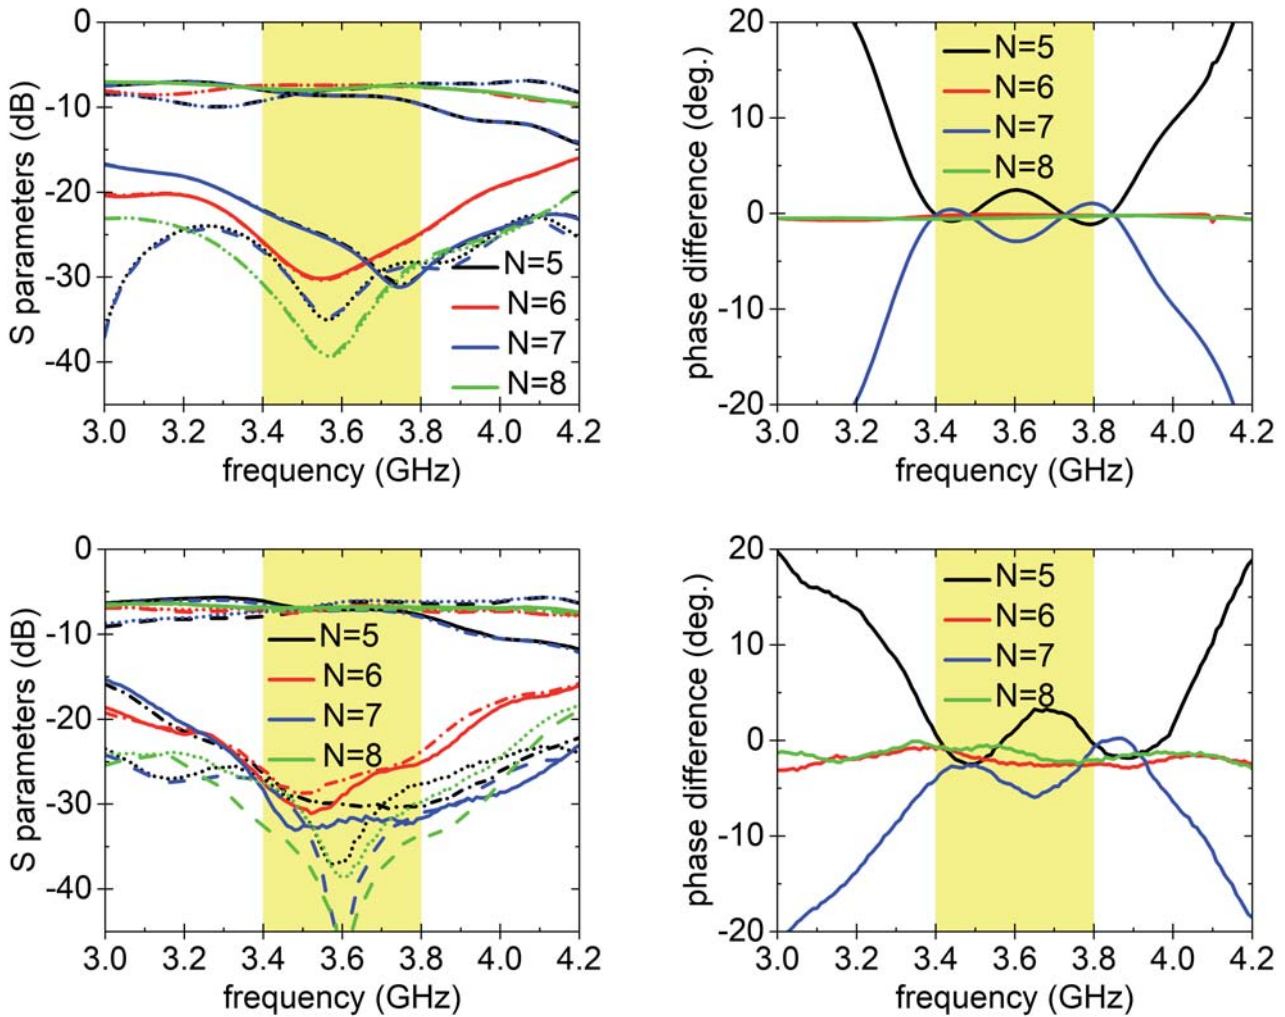 S parameters (dB)
0
-10
-20
-30
-40
N=5
N=6
N=7
N=8
3.0 3.2 3.4 3.6 3.8 4.0 4.2
frequency (GHz)
phase difference (deg.)
20
10
0
-10
-20
N=5
N=6
N=7
N=8
3.0 3.2 3.4 3.6 3.8 4.0 4.2
frequency (GHz)
S parameters (dB)
0
-10
-20
-30
-40
N=5
N=6
N=7
N=8
3.0 3.2 3.4 3.6 3.8 4.0 4.2
frequency (GHz)
phase difference (deg.)
20
10
0
-10
-20
N=5
N=6
N=7
N=8
3.0 3.2 3.4 3.6 3.8 4.0 4.2
frequency (GHz)